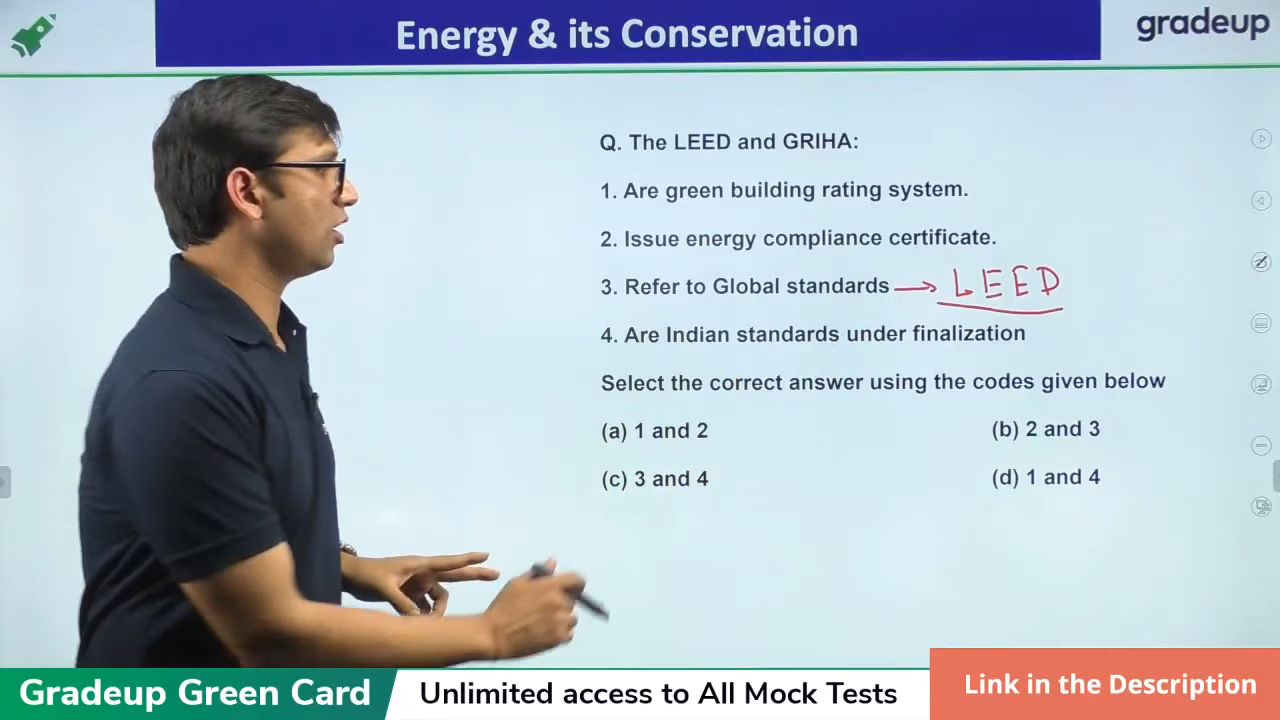 Energy & its Conservation
gradeup
Q. The LEED and GRIHA:
1. Are green building rating system.
2. Issue energy compliance certificate.
3. Refer to Global standards → LEED
4. Are Indian standards under finalization
Select the correct answer using the codes given below
(a) 1 and 2 (b) 2 and 3
(c) 3 and 4 (d) 1 and 4
Gradeup Green Card Unlimited access to All Mock Tests Link in the Description